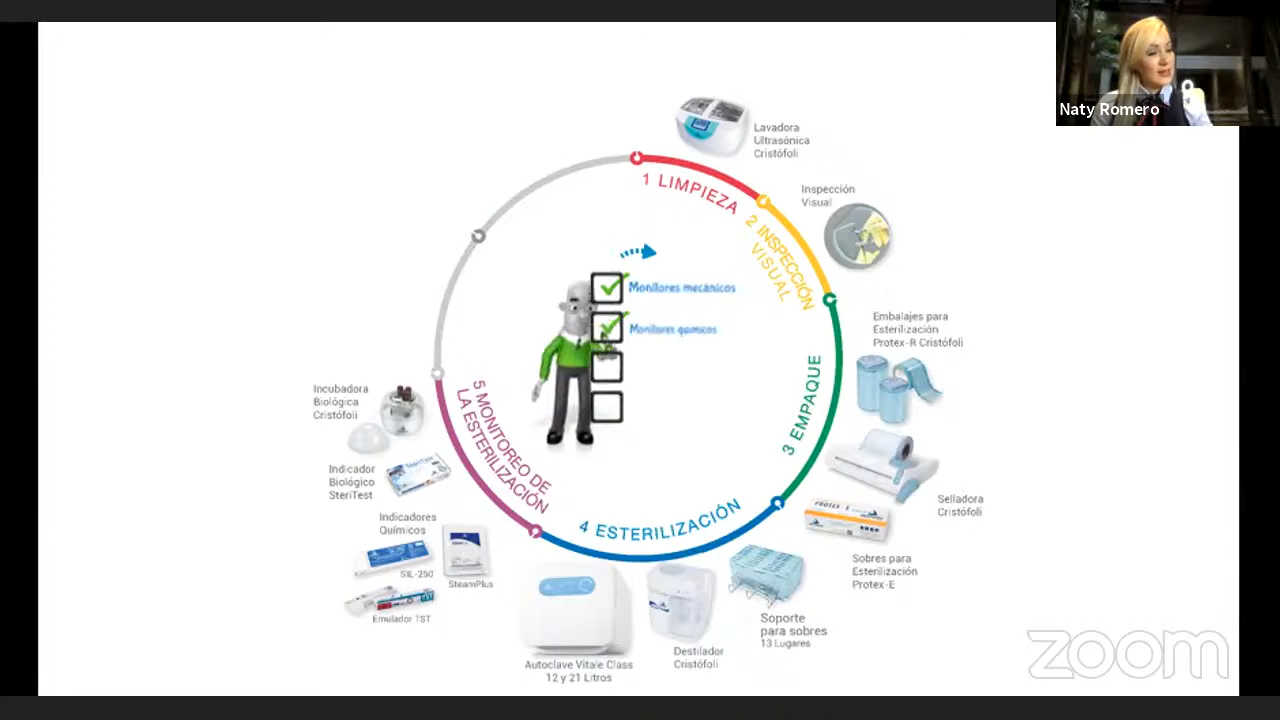 Naty Romero
Lavadora
Ultrasónica
Cristófoli
1 LIMPIEZA
Inspección
Visual
2 INSPECCIÓN
VISUAL
Monitores mecánicos
Monitores químicos
Embalajes para
Esterilización
Protex-R Cristófoli
3 EMPAQUE
Selladora
Cristófoli
PROTEX - E
Sobres para
Esterilización
Protex-E
4 ESTERILIZACIÓN
Soporte
para sobres
13 Lugares
Destilador
Cristófoli
Autoclave Vitale Class
12 y 21 Litros
5 MONITOREO DE
LA ESTERILIZACIÓN
Incubadora
Biológica
Cristófoli
Indicador
Biológico
SteriTest
SteriTest
Indicadores
Químicos
SIL-250
SteamPlus
Emulador TST
zoom